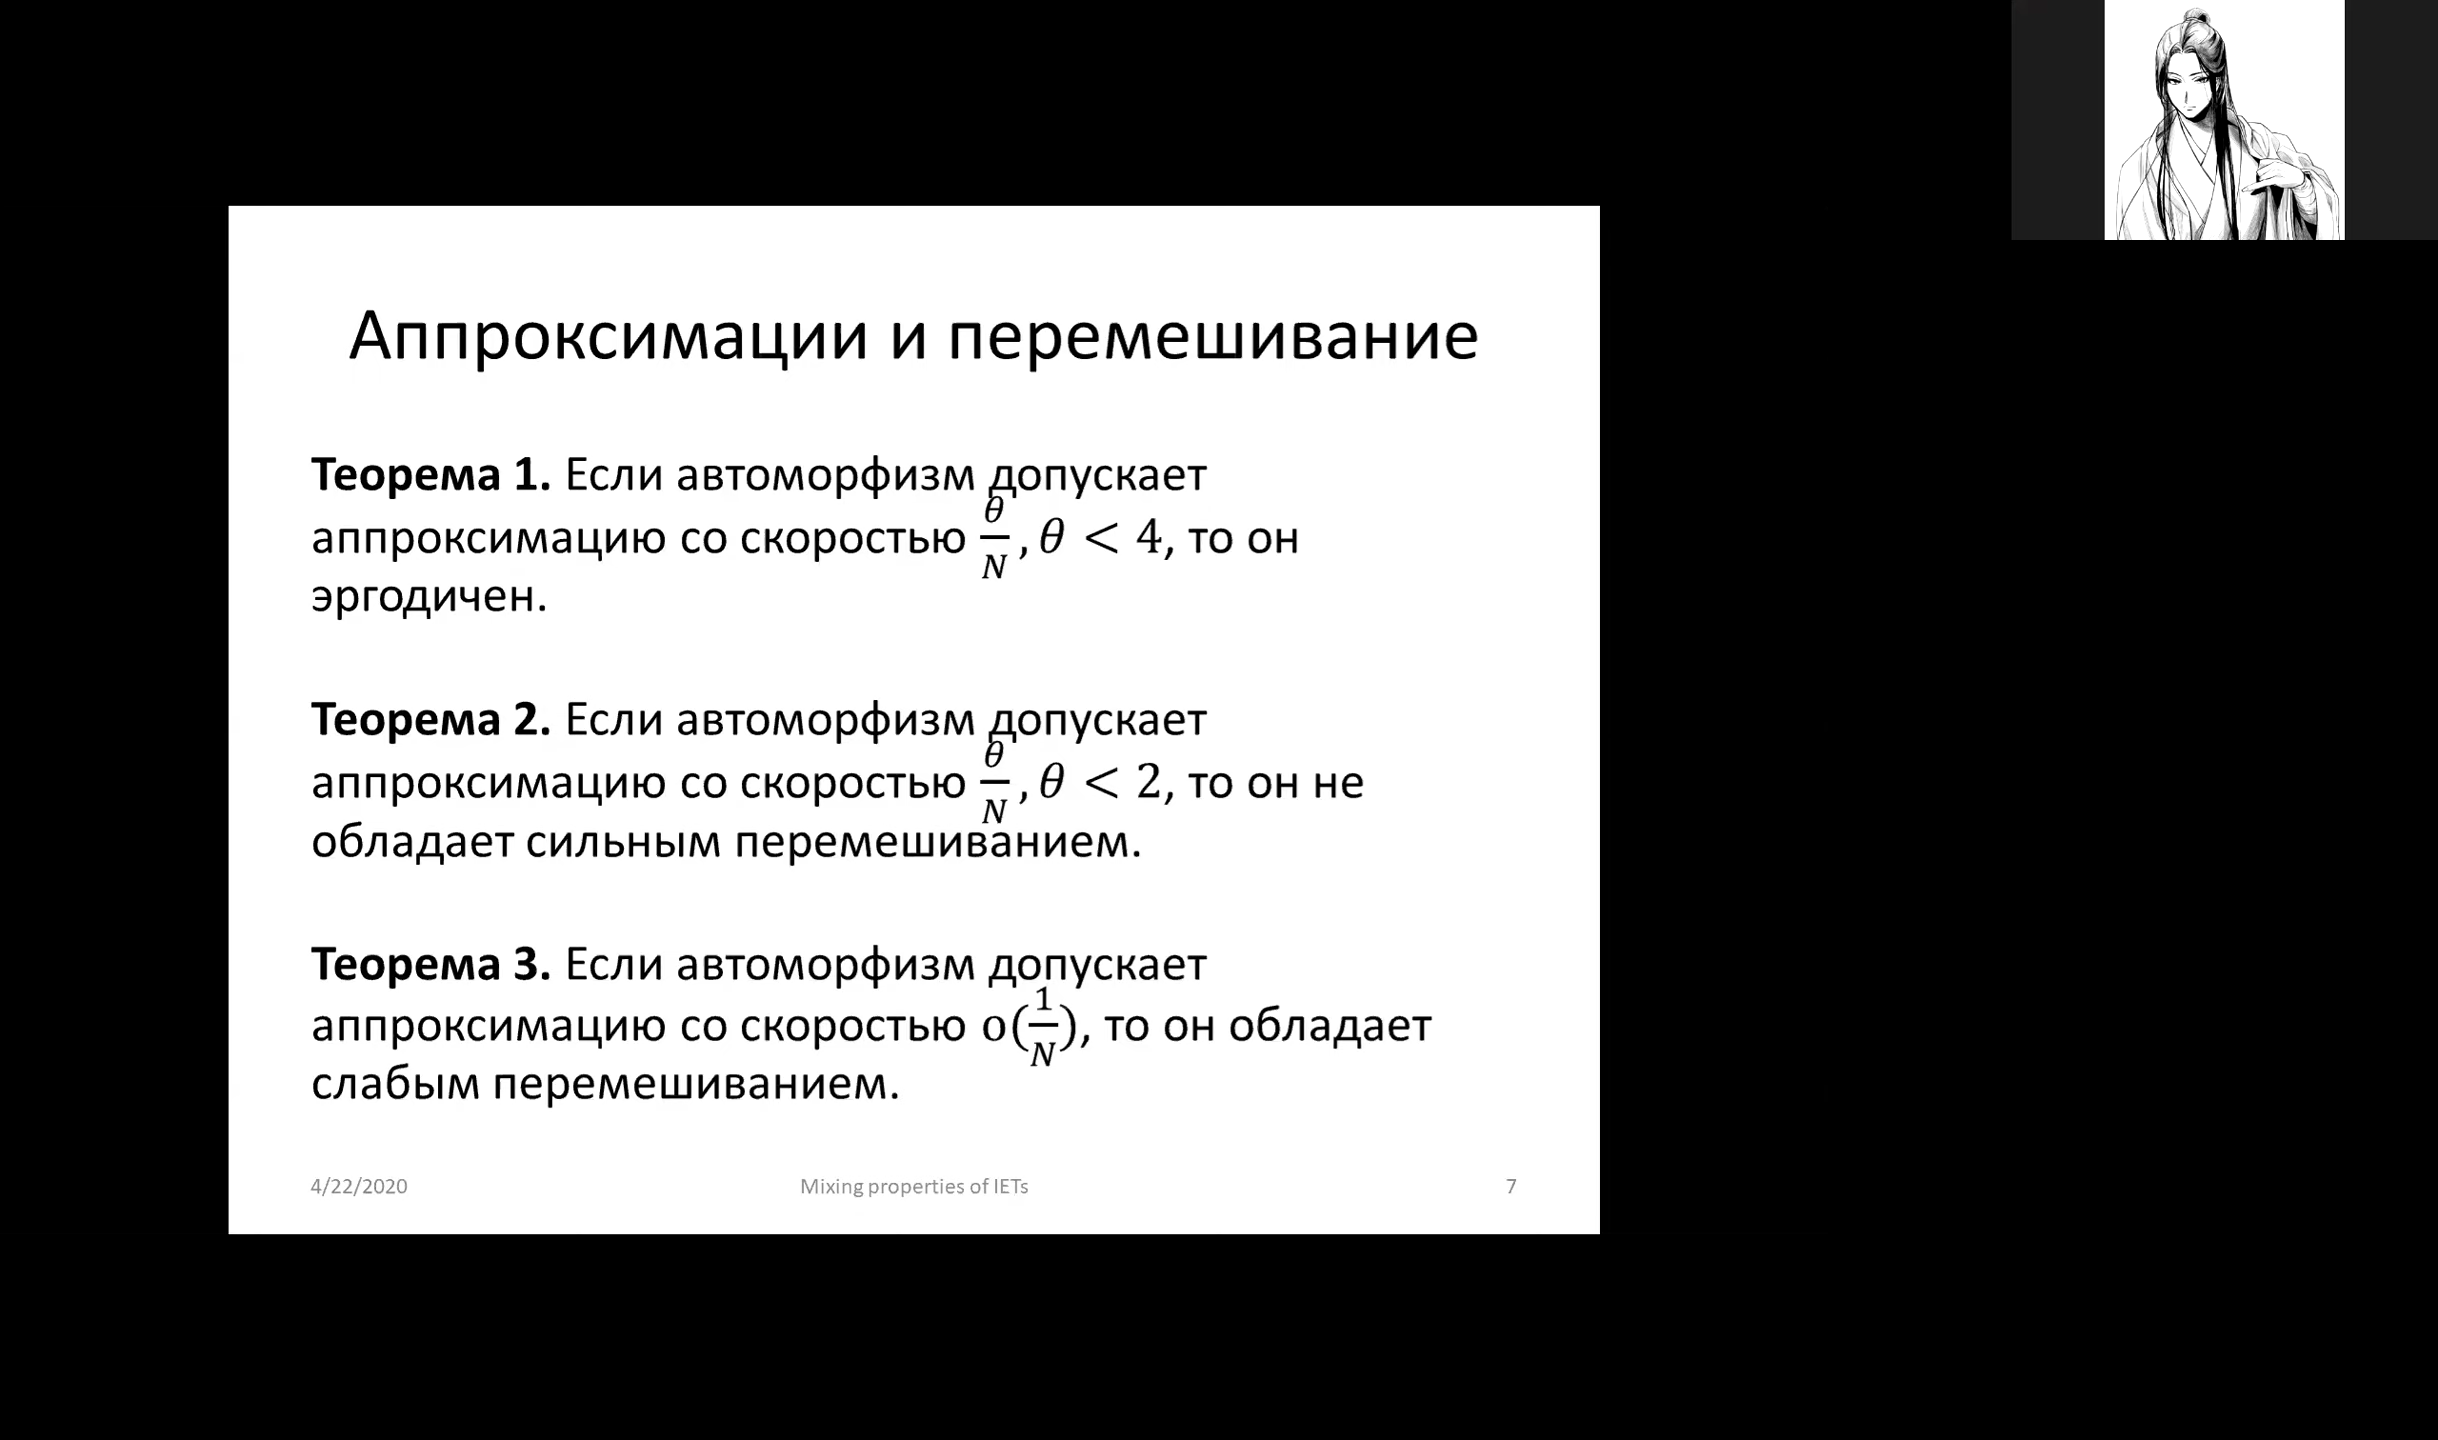 Аппроксимации и перемешивание
Теорема 1. Если автоморфизм допускает
аппроксимацию со скоростью θ/N, θ < 4, то он
эргодичен.
Теорема 2. Если автоморфизм допускает
аппроксимацию со скоростью θ/N, θ < 2, то он не
обладает сильным перемешиванием.
Теорема 3. Если автоморфизм допускает
аппроксимацию со скоростью o(1/N), то он обладает
слабым перемешиванием.
4/22/2020 Mixing properties of IETs 7